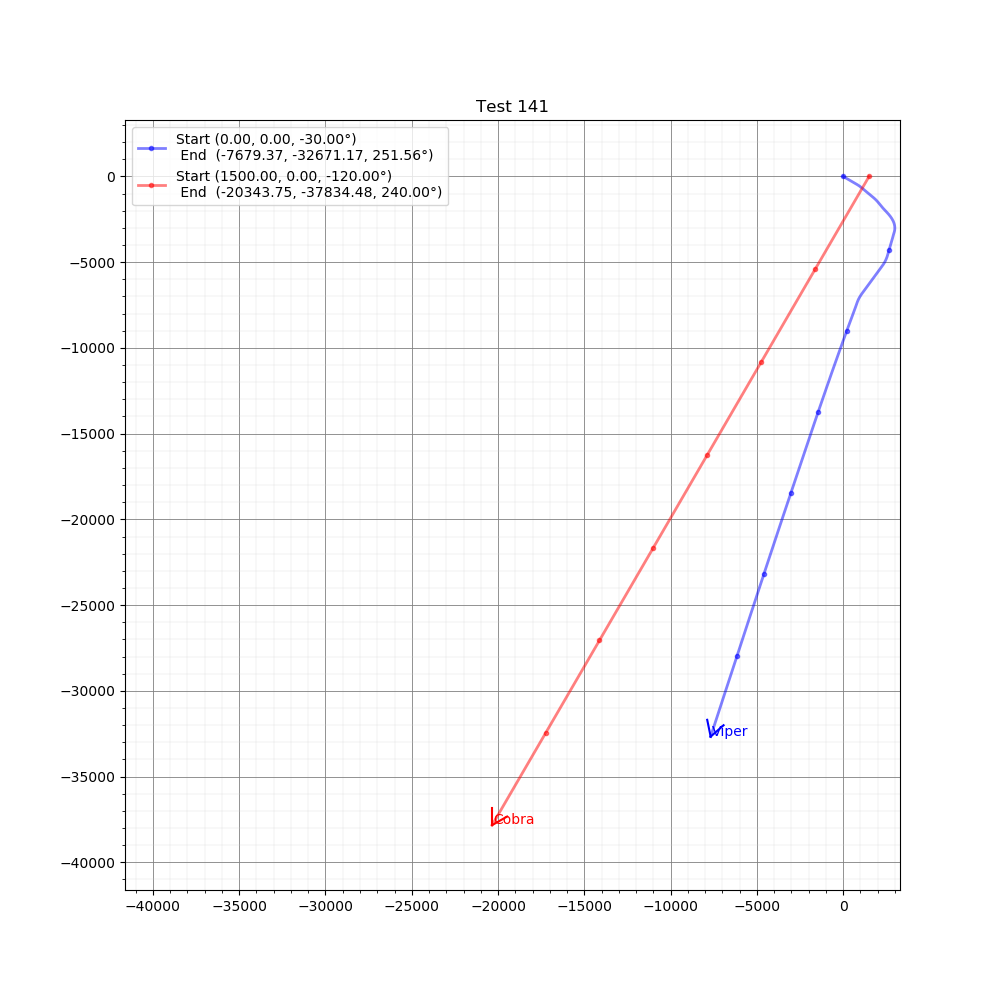 Test 141
Start (0.00, 0.00, -30.00°)
End (-7679.37, -32671.17, 251.56°)
Start (1500.00, 0.00, -120.00°)
End (-20343.75, -37834.48, 240.00°)
0
−5000
−10000
−15000
−20000
−25000
−30000
−35000
−40000
Viper
Cobra
−40000 −35000 −30000 −25000 −20000 −15000 −10000 −5000 0